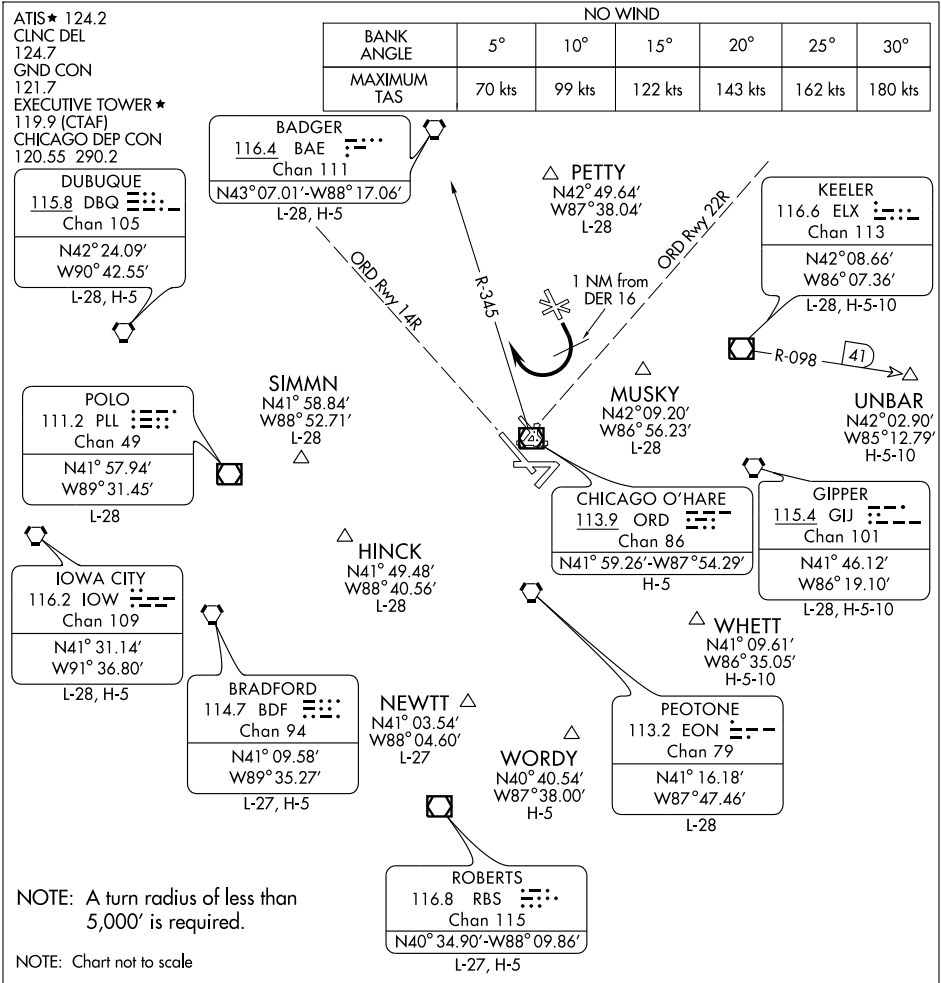 ATIS★ 124.2
CLNC DEL
124.7
GND CON
121.7
EXECUTIVE TOWER★
119.9 (CTAF)
CHICAGO DEP CON
120.55 290.2
NO WIND
BANK ANGLE 5° 10° 15° 20° 25° 30°
MAXIMUM TAS 70 kts 99 kts 122 kts 143 kts 162 kts 180 kts
BADGER
116.4 BAE
Chan 111
N43°07.01′-W88°17.06′
L-28, H-5
PETTY
N42°49.64′
W87°38.04′
L-28
DUBUQUE
115.8 DBQ
Chan 105
N42°24.09′
W90°42.55′
L-28, H-5
KEELER
116.6 ELX
Chan 113
N42°08.66′
W86°07.36′
L-28, H-5-10
ORD Rwy 14R
R-345
ORD Rwy 22R
1 NM from
DER 16
R-098
41
UNBAR
N42°02.90′
W85°12.79′
H-5-10
SIMMN
N41°58.84′
W88°52.71′
L-28
MUSKY
N42°09.20′
W86°56.23′
L-28
POLO
111.2 PLL
Chan 49
N41°57.94′
W89°31.45′
L-28
4
CHICAGO O’HARE
113.9 ORD
Chan 86
N41°59.26′-W87°54.29′
H-5
GIPPER
115.4 GIJ
Chan 101
N41°46.12′
W86°19.10′
L-28, H-5-10
HINCK
N41°49.48′
W88°40.56′
L-28
IOWA CITY
116.2 IOW
Chan 109
N41°31.14′
W91°36.80′
L-28, H-5
WHETT
N41°09.61′
W86°35.05′
H-5-10
BRADFORD
114.7 BDF
Chan 94
N41°09.58′
W89°35.27′
L-27, H-5
NEWTT
N41°03.54′
W88°04.60′
L-27
WORDY
N40°40.54′
W87°38.00′
H-5
PEOTONE
113.2 EON
Chan 79
N41°16.18′
W87°47.46′
L-28
ROBERTS
116.8 RBS
Chan 115
N40°34.90′-W88°09.86′
L-27, H-5
NOTE: A turn radius of less than
5,000′ is required.
NOTE: Chart not to scale